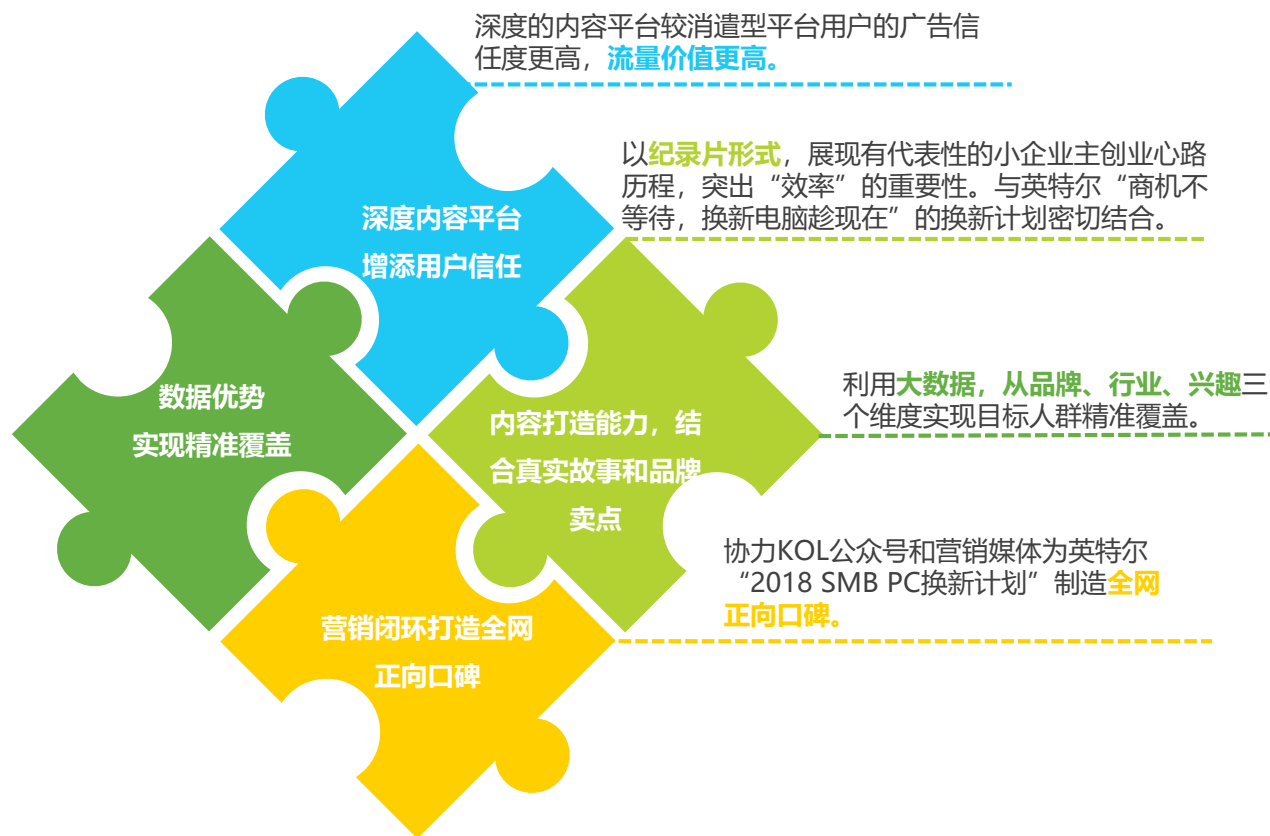 深度的内容平台较消遣型平台用户的广告信
任度更高，流量价值更高。
以纪录片形式，展现有代表性的小企业主创业心路
历程，突出“效率”的重要性。与英特尔“商机不
等待，换新电脑趁现在”的换新计划密切结合。
深度内容平台
增添用户信任
利用大数据，从品牌、行业、兴趣三
个维度实现目标人群精准覆盖。
数据优势
实现精准覆盖
内容打造能力，结
合真实故事和品牌
卖点
协力KOL公众号和营销媒体为英特尔
“2018 SMB PC换新计划”制造全网
正向口碑。
营销闭环打造全网
正向口碑